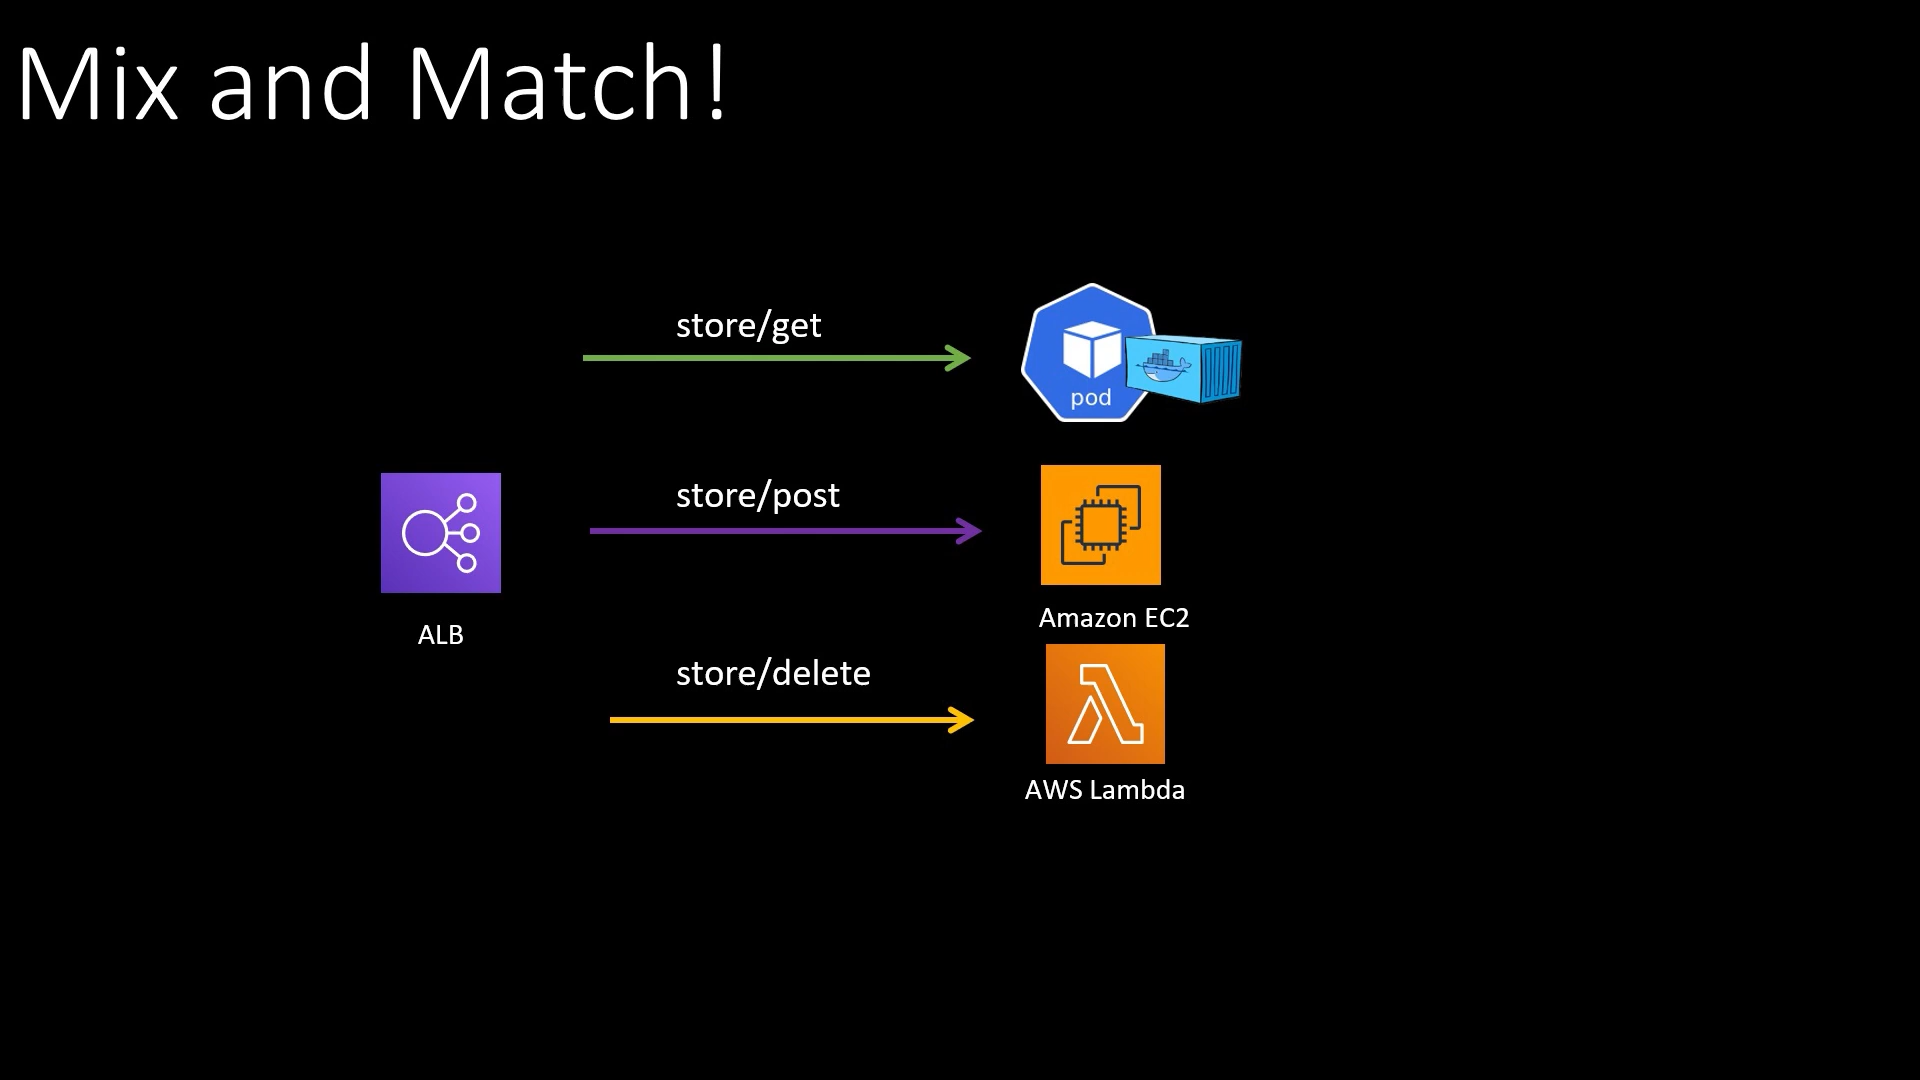 Mix and Match!
store/get
pod
store/post
ALB
Amazon EC2
store/delete
AWS Lambda